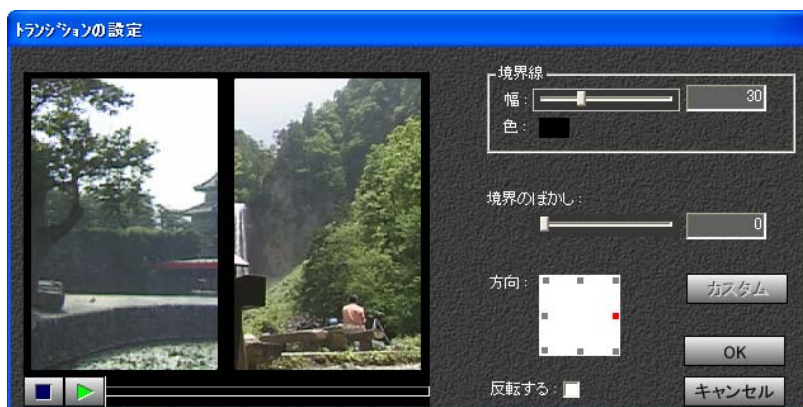 トランジションの設定
境界線
幅: 30
色:
境界のぼかし:
0
方向:
カスタム
OK
反転する:
キャンセル